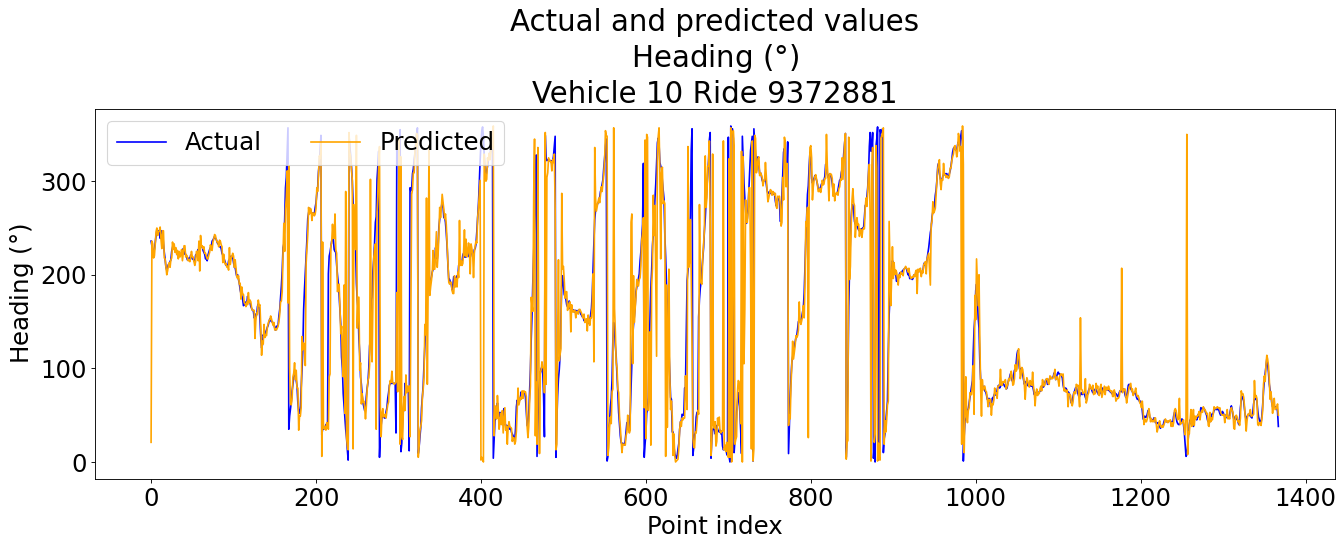 Actual and predicted values
Heading (°)
Vehicle 10 Ride 9372881
Actual
Predicted
Heading (°)
300
200
100
0
0
200
400
600
800
1000
1200
1400
Point index